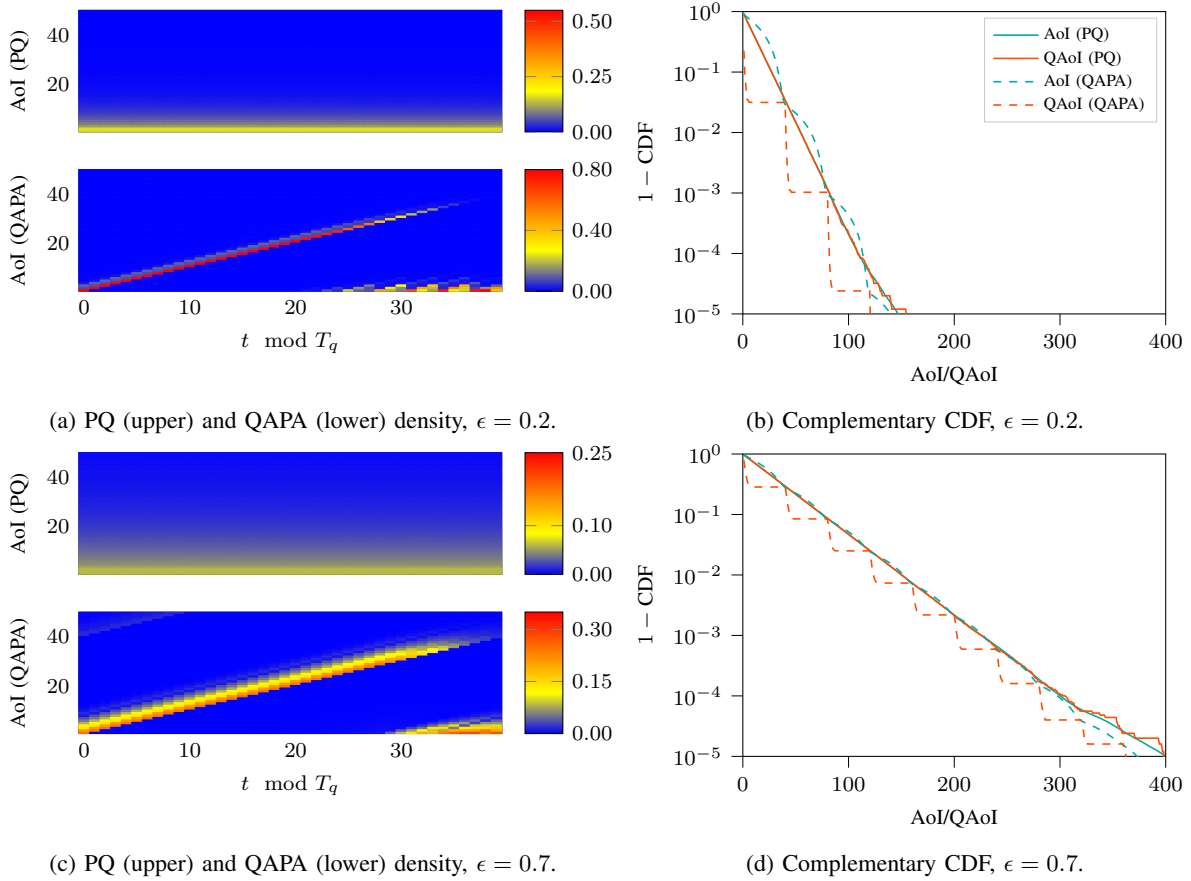 AoI (PQ)
40
20
0.50
0.25
0.00
AoI (QAPA)
40
20
0.80
0.40
0.00
0 10 20 30
t mod T_q
(a) PQ (upper) and QAPA (lower) density, ϵ = 0.2.
1 − CDF
10^0
10^−1
10^−2
10^−3
10^−4
10^−5
AoI (PQ)
QAoI (PQ)
AoI (QAPA)
QAoI (QAPA)
0 100 200 300 400
AoI/QAoI
(b) Complementary CDF, ϵ = 0.2.
AoI (PQ)
40
20
0.25
0.10
0.00
AoI (QAPA)
40
20
0.30
0.15
0.00
0 10 20 30
t mod T_q
(c) PQ (upper) and QAPA (lower) density, ϵ = 0.7.
1 − CDF
10^0
10^−1
10^−2
10^−3
10^−4
10^−5
0 100 200 300 400
AoI/QAoI
(d) Complementary CDF, ϵ = 0.7.